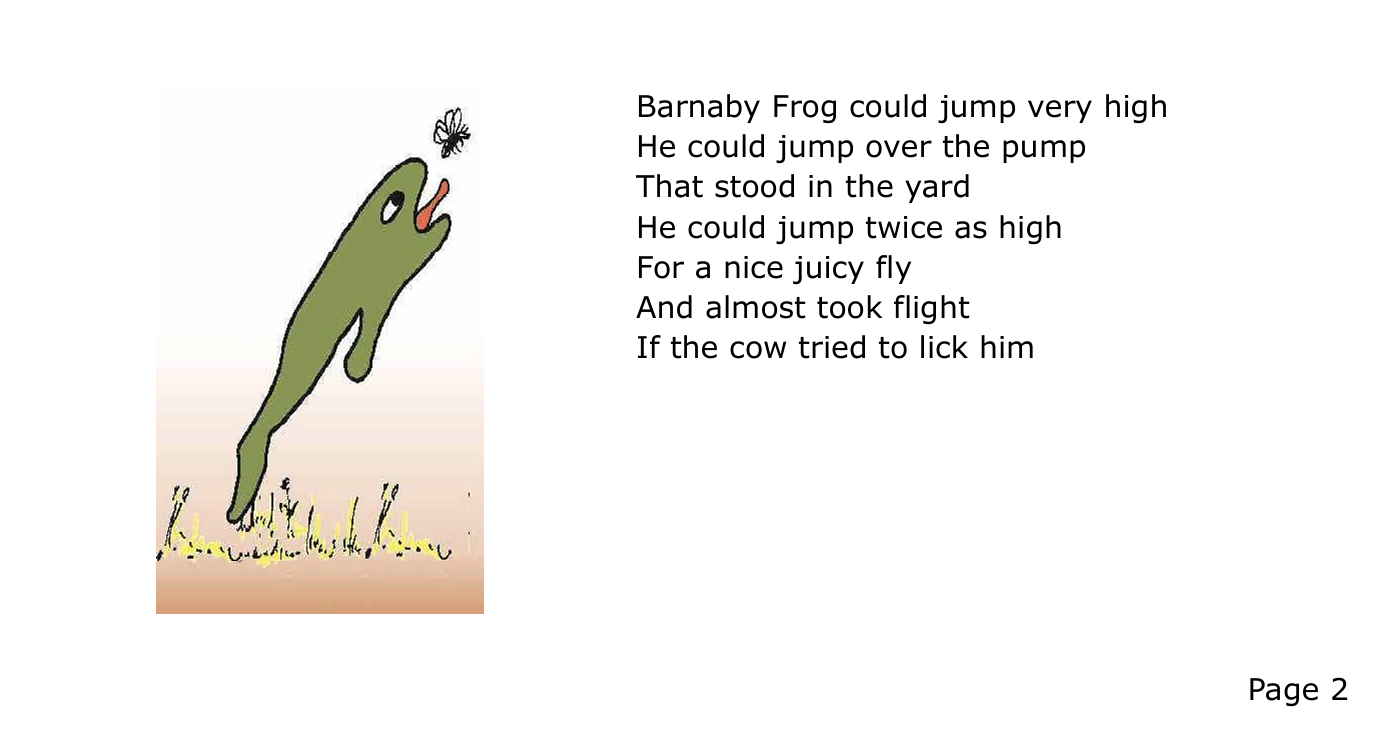 Barnaby Frog could jump very high
He could jump over the pump
That stood in the yard
He could jump twice as high
For a nice juicy fly
And almost took flight
If the cow tried to lick him
Page 2